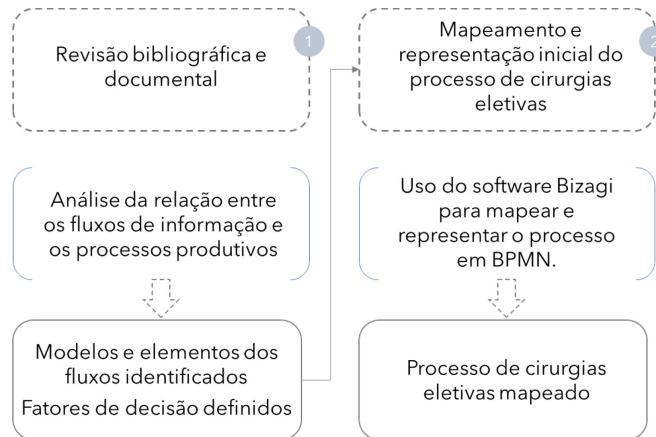 Revisão bibliográfica e
documental
1
Análise da relação entre
os fluxos de informação e
os processos produtivos
Modelos e elementos dos
fluxos identificados
Fatores de decisão definidos
Mapeamento e
representação inicial do
processo de cirurgias
eletivas
2
Uso do software Bizagi
para mapear e
representar o processo
em BPMN.
Processo de cirurgias
eletivas mapeado